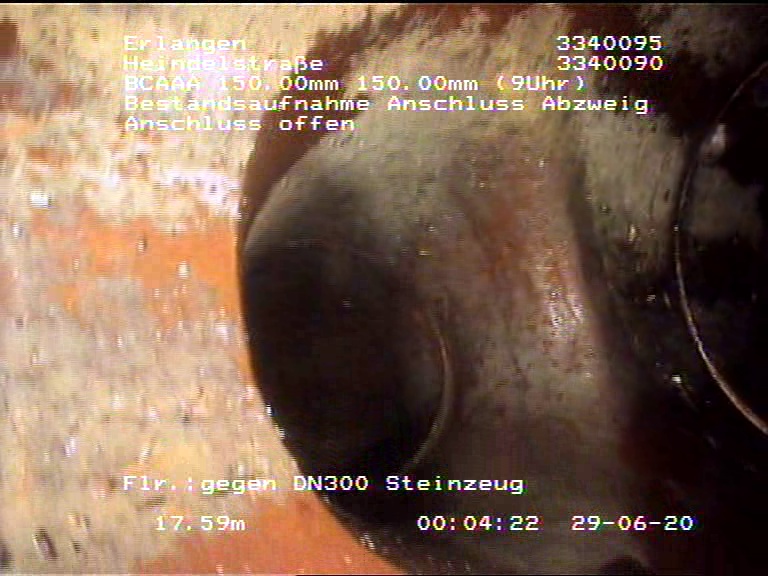 Erlangen 3340095
Heindelstraße 3340090
BCAAA 150.00mm 150.00mm (9Uhr)
Bestandsaufnahme Anschluss Abzweig
Anschluss offen
Flr.:gegen DN300 Steinzeug
17.59m 00:04:22 29-06-20